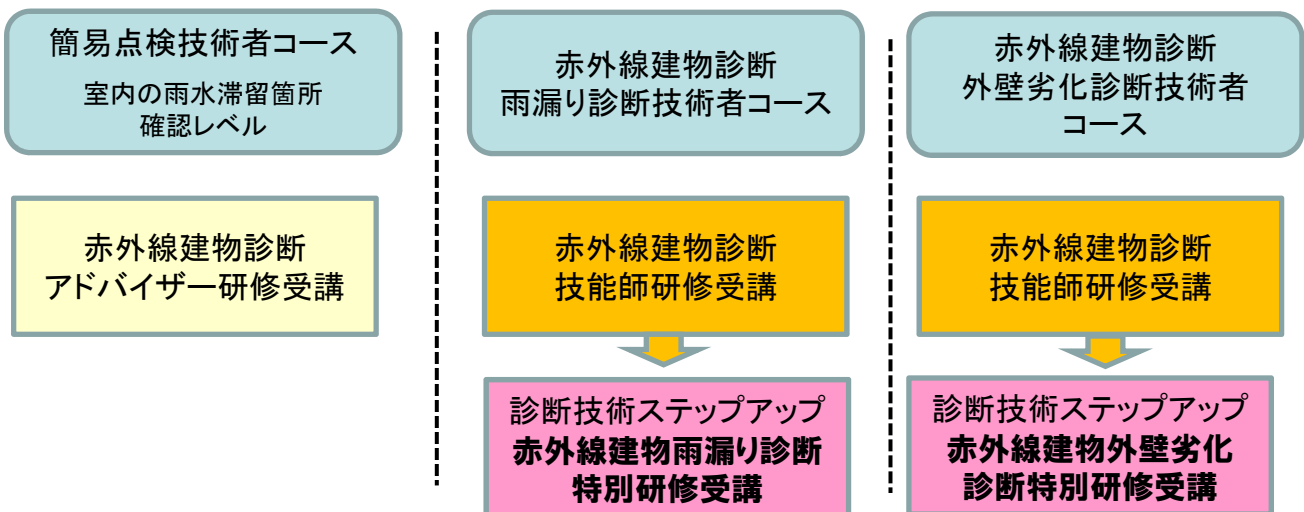 簡易点検技術者コース
室内の雨水滞留箇所
確認レベル
赤外線建物診断
アドバイザー研修受講
赤外線建物診断
雨漏り診断技術者コース
赤外線建物診断
技能師研修受講
診断技術ステップアップ
赤外線建物雨漏り診断
特別研修受講
赤外線建物診断
外壁劣化診断技術者
コース
赤外線建物診断
技能師研修受講
診断技術ステップアップ
赤外線建物外壁劣化
診断特別研修受講